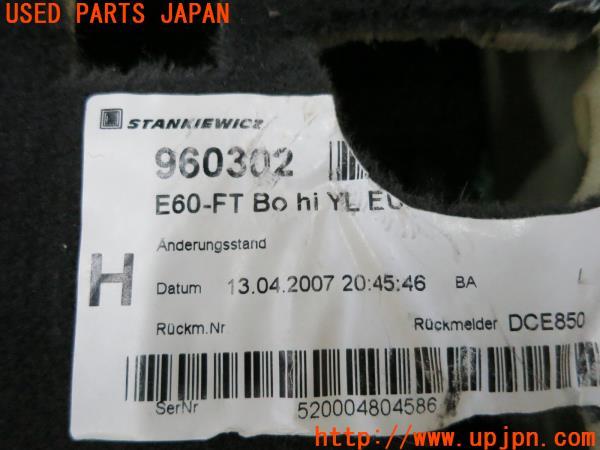 USED PARTS JAPAN
STANKIEWICZ
960302
E60-FT Bo hi YL EU
Änderungsstand
H
Datum 13.04.2007 20:45:46 BA L
Rückm.Nr Rückmelder DCE850
SerNr 520004804586
http://www.upjpn.com